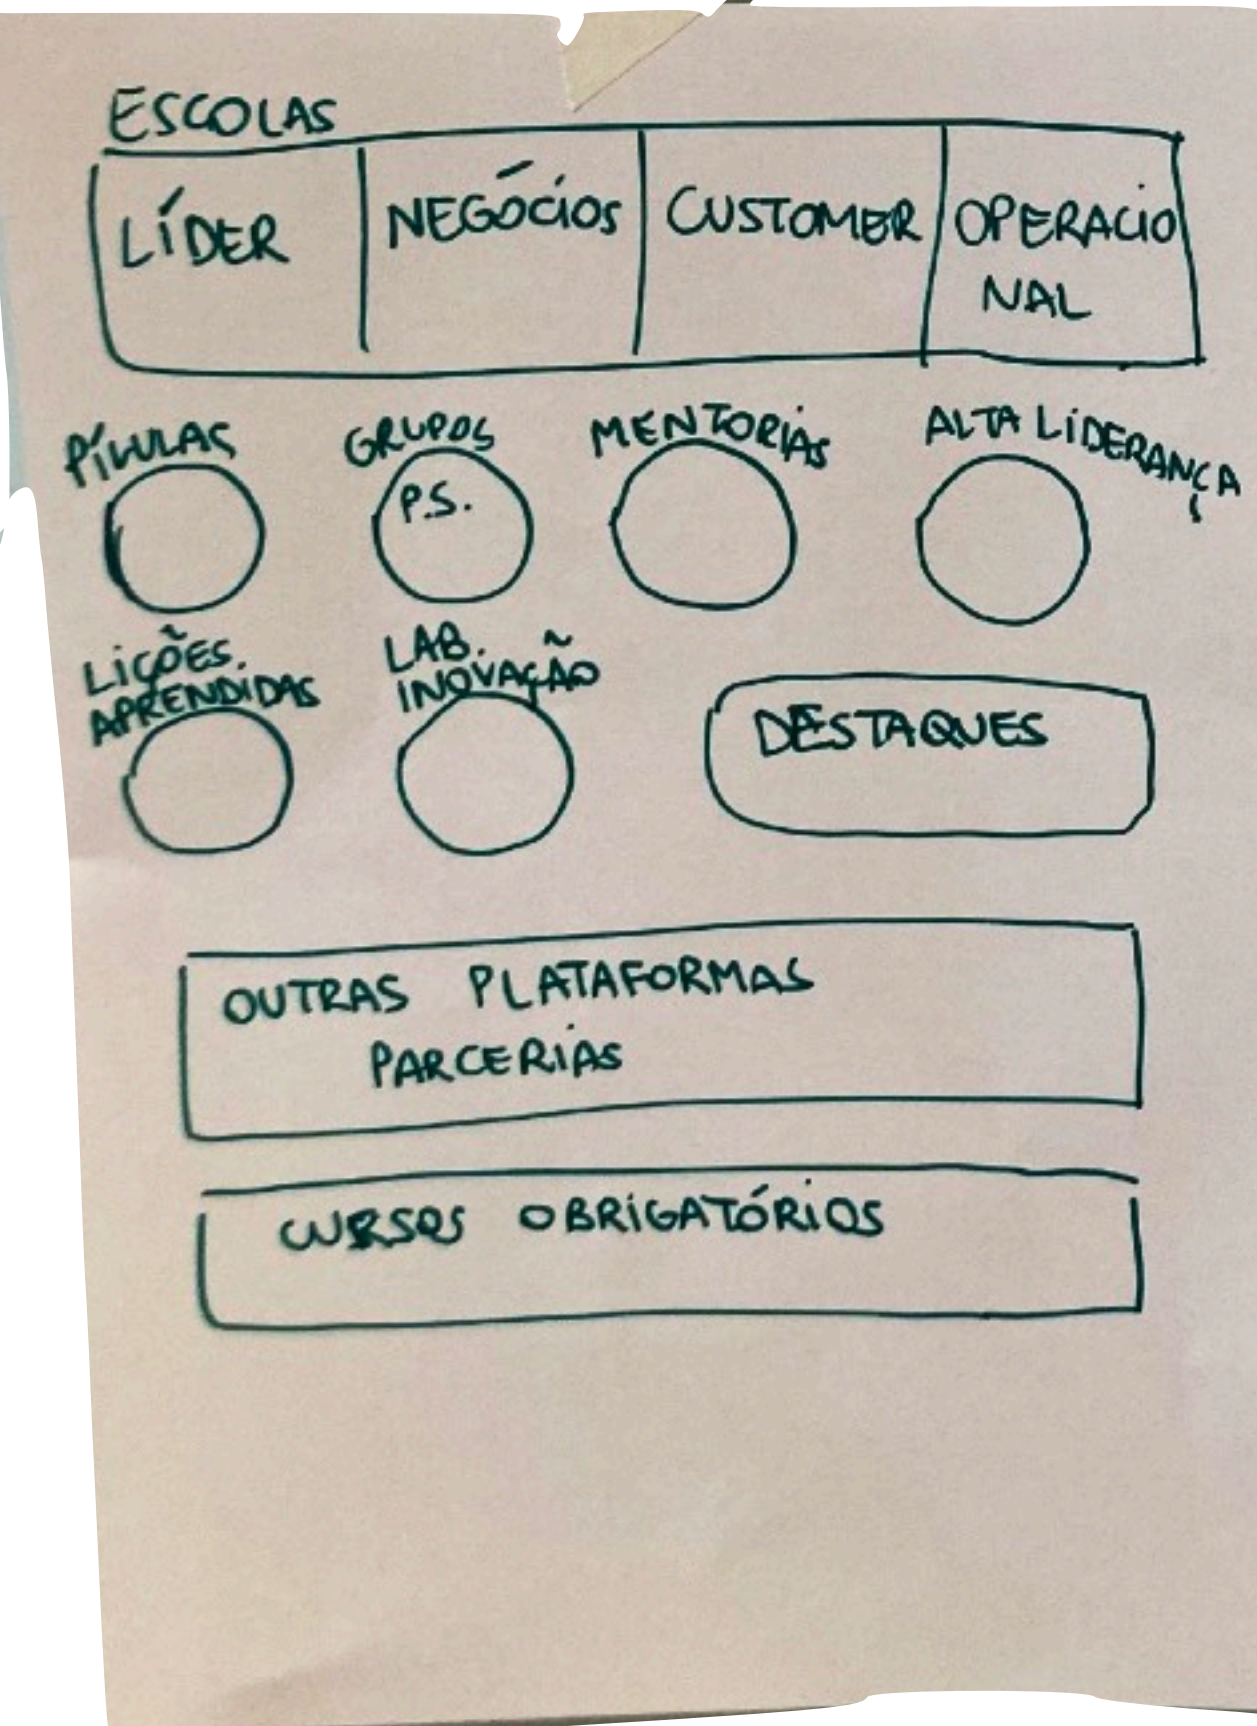 ESCOLAS
LÍDER
NEGÓCIOS
CUSTOMER
OPERACIO
NAL
PÍLULAS
GRUPOS
P.S.
MENTORIAS
ALTA LIDERANÇA
LIÇÕES.
APRENDIDAS
LAB.
INOVAÇÃO
DESTAQUES
OUTRAS PLATAFORMAS
PARCERIAS
CURSOS OBRIGATÓRIOS